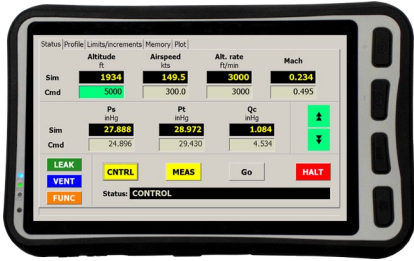 Status Profile Limits/increments Memory Plot
Altitude Airspeed Alt. rate Mach
ft kts ft/min
Sim 1934 149.5 3000 0.234
Cmd 5000 300.0 3000 0.495
Ps Pt Qc
inHg inHg inHg
Sim 27.888 28.972 1.084
Cmd 24.896 29.430 4.534
LEAK
CNTRL MEAS Go HALT
VENT
Status: CONTROL
FUNC